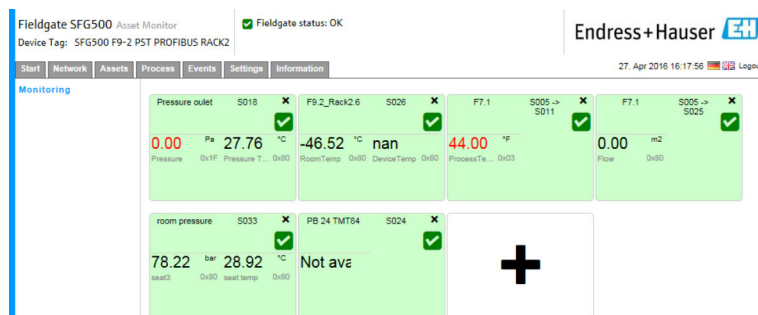 Fieldgate SFG500 Asset Monitor
Fieldgate status: OK
Device Tag: SFG500 F9-2 PST PROFIBUS RACK2
Endress+Hauser EH
Start Network Assets Process Events Settings Information
27. Apr 2016 16:17:56 Logou
Monitoring
Pressure oulet S018
0.00 Pa 27.76 °C
Pressure 0x1F Pressure T... 0x80
F9.2_Rack2.6 S026
-46.52 °C nan
RoomTemp 0x80 DeviceTemp 0x80
F7.1 S005 ->
S011
44.00 °F
ProcessTe... 0x03
F7.1 S005 ->
S025
0.00 m2
Flow 0x80
room pressure S033
78.22 bar 28.92 °C
seat3 0x80 seat temp 0x80
PB 24 TMT84 S024
Not ava